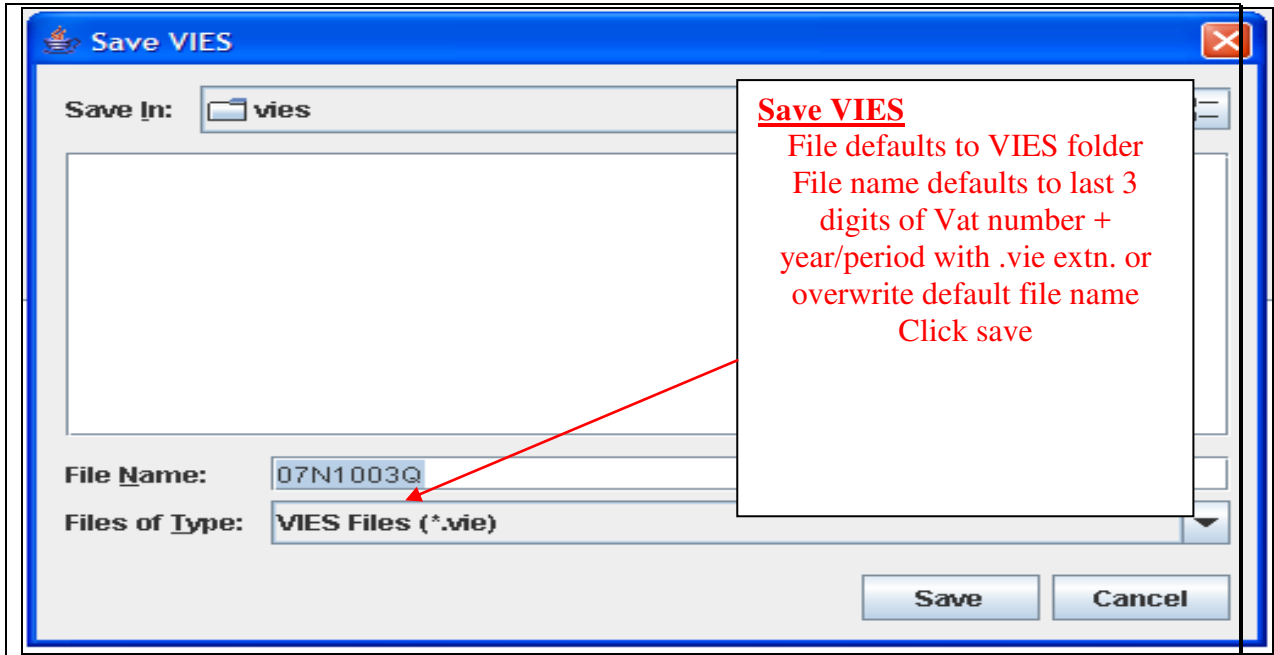 Save VIES
Save In:
vies
Save VIES
File defaults to VIES folder
File name defaults to last 3
digits of Vat number +
year/period with .vie extn. or
overwrite default file name
Click save
File Name:
07N1003Q
Files of Type:
VIES Files (*.vie)
Save
Cancel